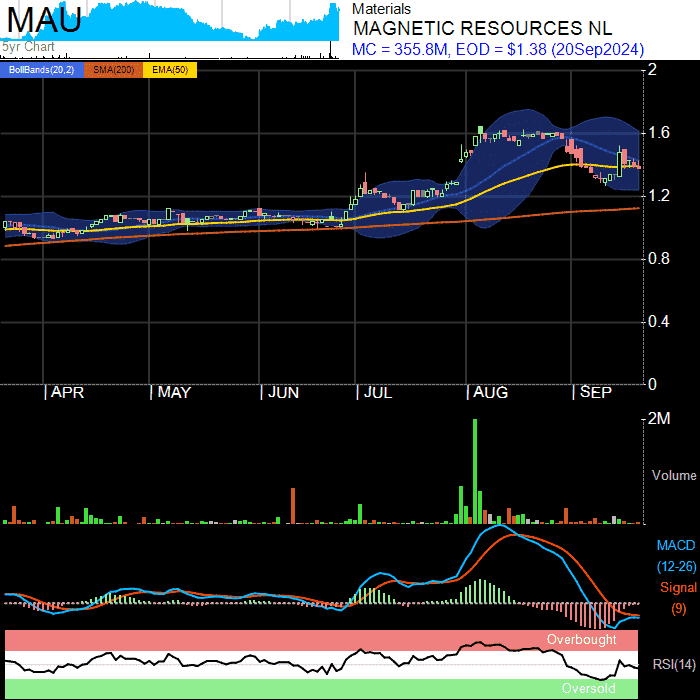 MAU
5yr Chart
Materials
MAGNETIC RESOURCES NL
MC = 355.8M, EOD = $1.38 (20Sep2024)
BollBands(20,2) SMA(200) EMA(50)
2
1.6
1.2
0.8
0.4
0
APR MAY JUN JUL AUG SEP
2M
Volume
MACD
(12-26)
Signal
(9)
Overbought
RSI(14)
Oversold